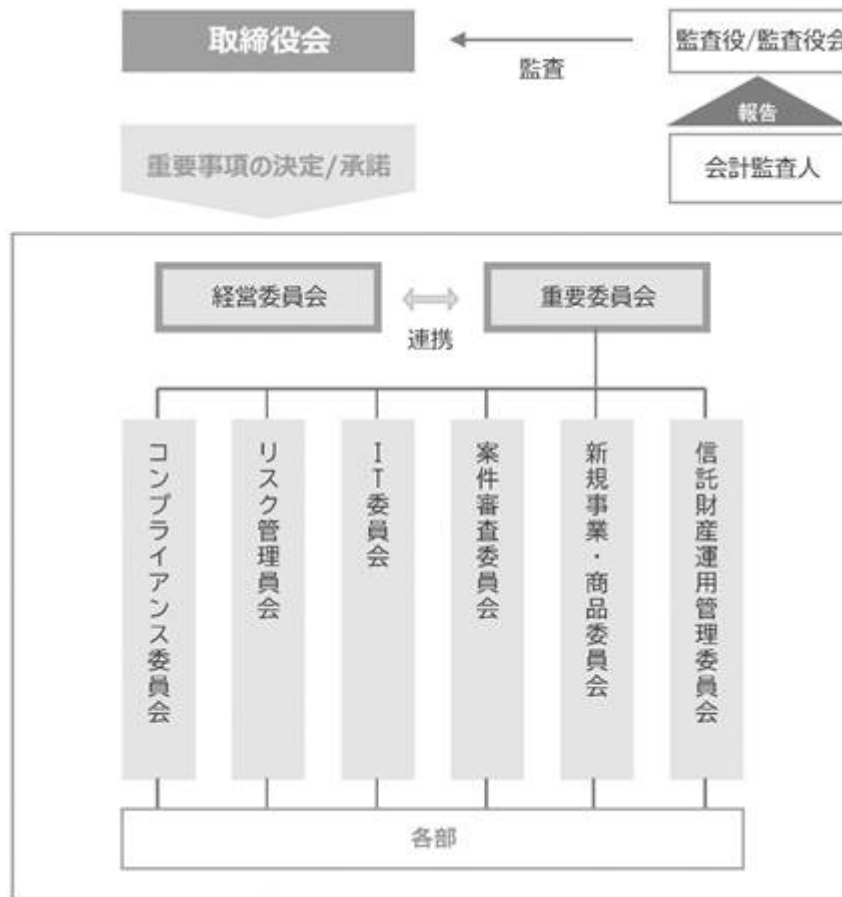 取締役会
監査役/監査役会
監査
報告
会計監査人
重要事項の決定/承諾
経営委員会
重要委員会
連携
コンプライアンス委員会
リスク管理員会
IT委員会
案件審査委員会
新規事業・商品委員会
信託財産運用管理委員会
各部